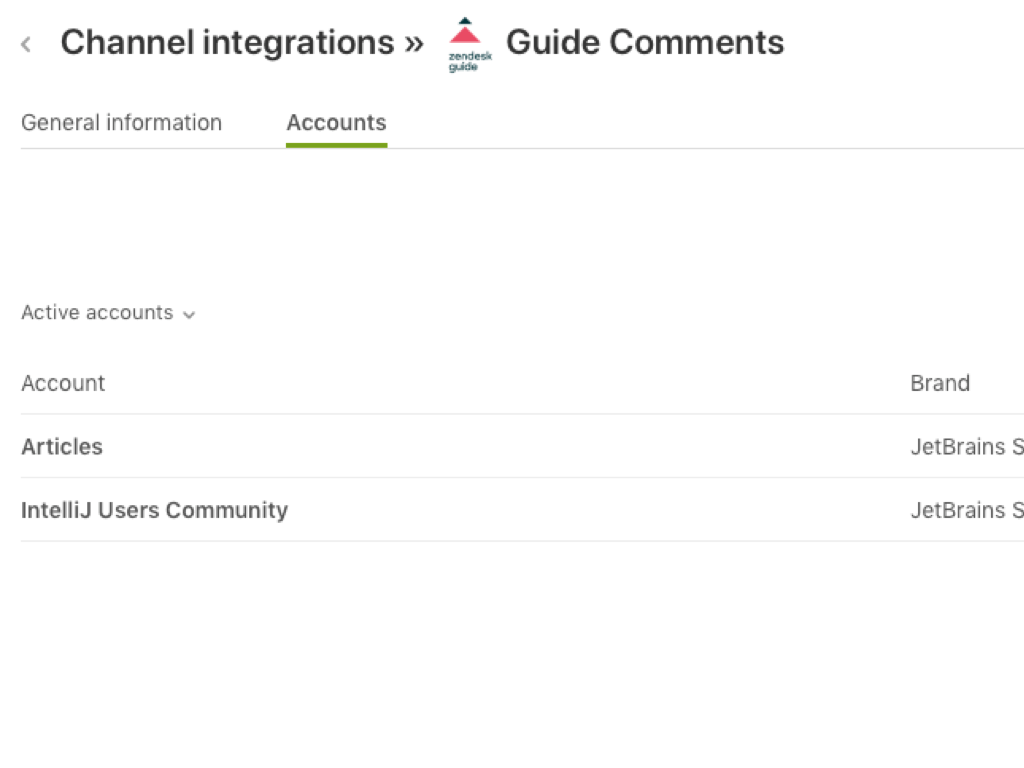 Channel integrations »
zendesk
guide
Guide Comments
General information Accounts
Active accounts
Account Brand
Articles JetBrains S
IntelliJ Users Community JetBrains S